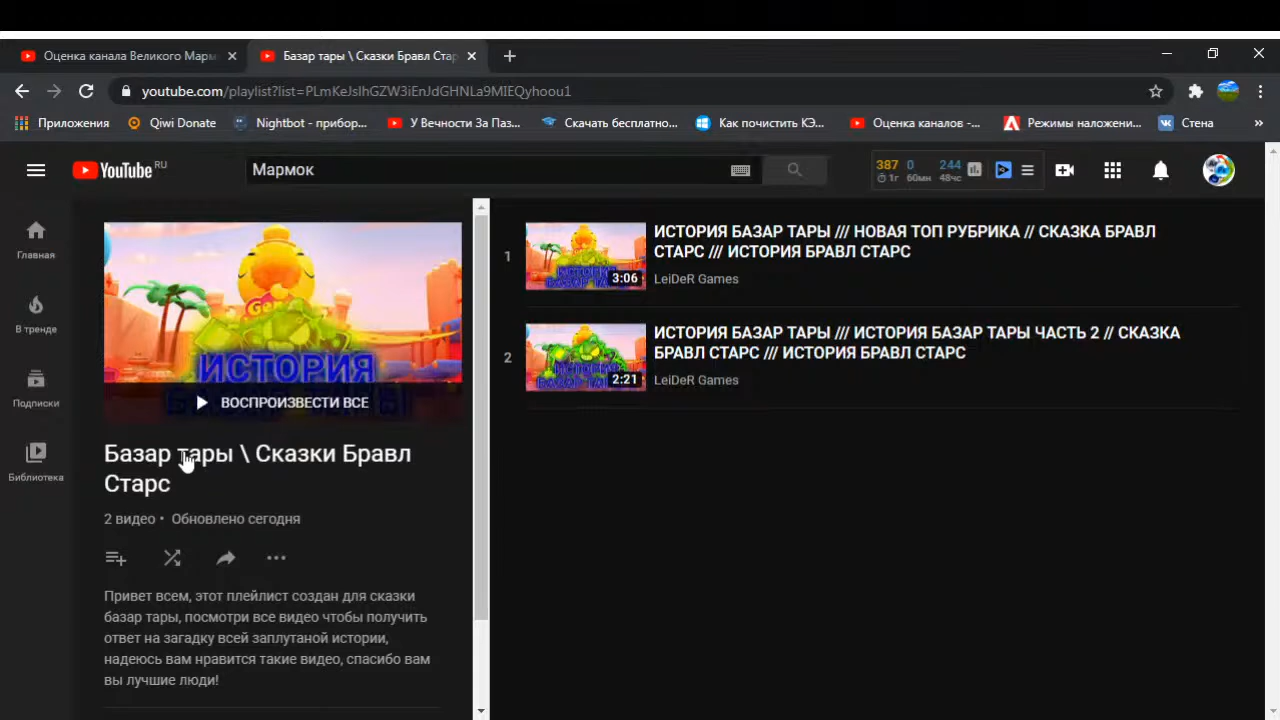 Оценка канала Великого Марм
Базар тары \ Сказки Бравл Стар
youtube.com/playlist?list=PLmKeJslhGZW3iEnJdGHNLa9MIEQyhoou1
Приложения
Qiwi Donate
Nightbot - прибор...
У Вечности За Паз...
Скачать бесплатно...
Как почистить КЭ...
Оценка каналов -...
Режимы наложени...
Стена
»
YouTube RU
Мармок
387 0 244
1г 60мн 48чс
Главная
В тренде
Подписки
Библиотека
ИСТОРИЯ
ВОСПРОИЗВЕСТИ ВСЕ
Базар тары \ Сказки Бравл
Старс
2 видео • Обновлено сегодня
Привет всем, этот плейлист создан для сказки
базар тары, посмотри все видео чтобы получить
ответ на загадку всей заплутаной истории,
надеюсь вам нравится такие видео, спасибо вам
вы лучшие люди!
1
3:06
ИСТОРИЯ БАЗАР ТАРЫ /// НОВАЯ ТОП РУБРИКА // СКАЗКА БРАВЛ
СТАРС /// ИСТОРИЯ БРАВЛ СТАРС
LeiDeR Games
2
2:21
ИСТОРИЯ БАЗАР ТАРЫ /// ИСТОРИЯ БАЗАР ТАРЫ ЧАСТЬ 2 // СКАЗКА
БРАВЛ СТАРС /// ИСТОРИЯ БРАВЛ СТАРС
LeiDeR Games